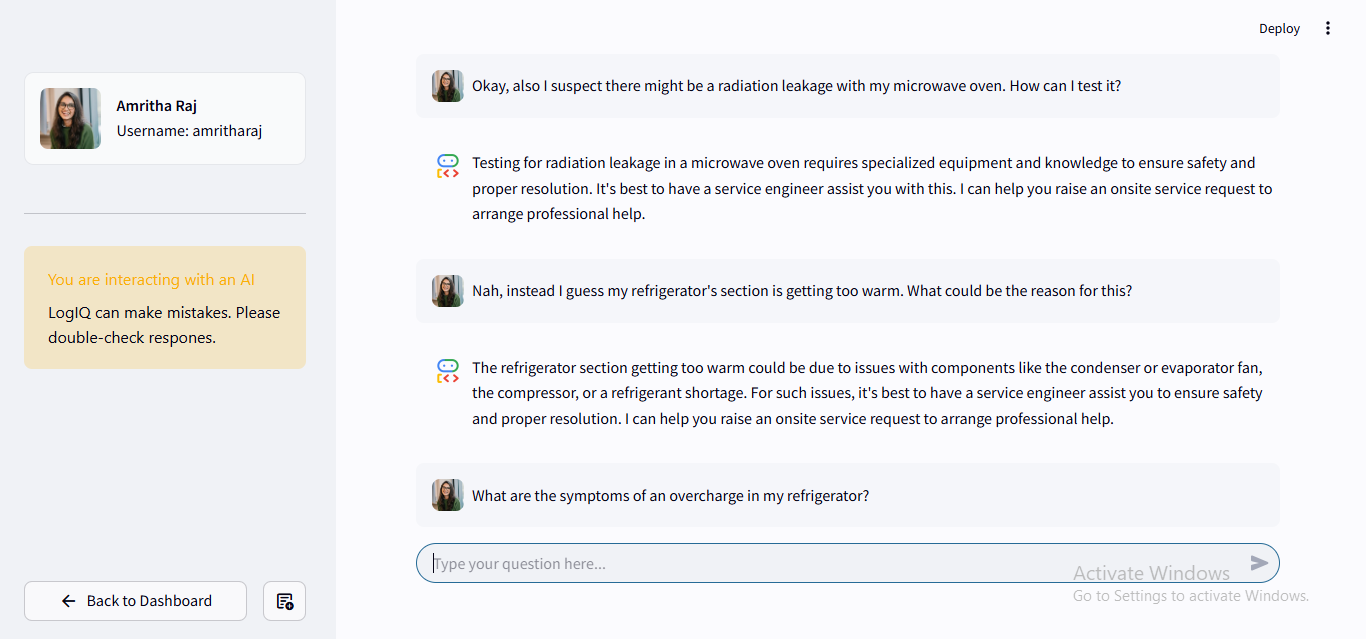 Deploy
Amritha Raj
Username: amritharaj
You are interacting with an AI
LogIQ can make mistakes. Please
double-check respones.
Back to Dashboard
Okay, also I suspect there might be a radiation leakage with my microwave oven. How can I test it?
Testing for radiation leakage in a microwave oven requires specialized equipment and knowledge to ensure safety and
proper resolution. It's best to have a service engineer assist you with this. I can help you raise an onsite service request to
arrange professional help.
Nah, instead I guess my refrigerator's section is getting too warm. What could be the reason for this?
The refrigerator section getting too warm could be due to issues with components like the condenser or evaporator fan,
the compressor, or a refrigerant shortage. For such issues, it's best to have a service engineer assist you to ensure safety
and proper resolution. I can help you raise an onsite service request to arrange professional help.
What are the symptoms of an overcharge in my refrigerator?
Type your question here...
Activate Windows
Go to Settings to activate Windows.